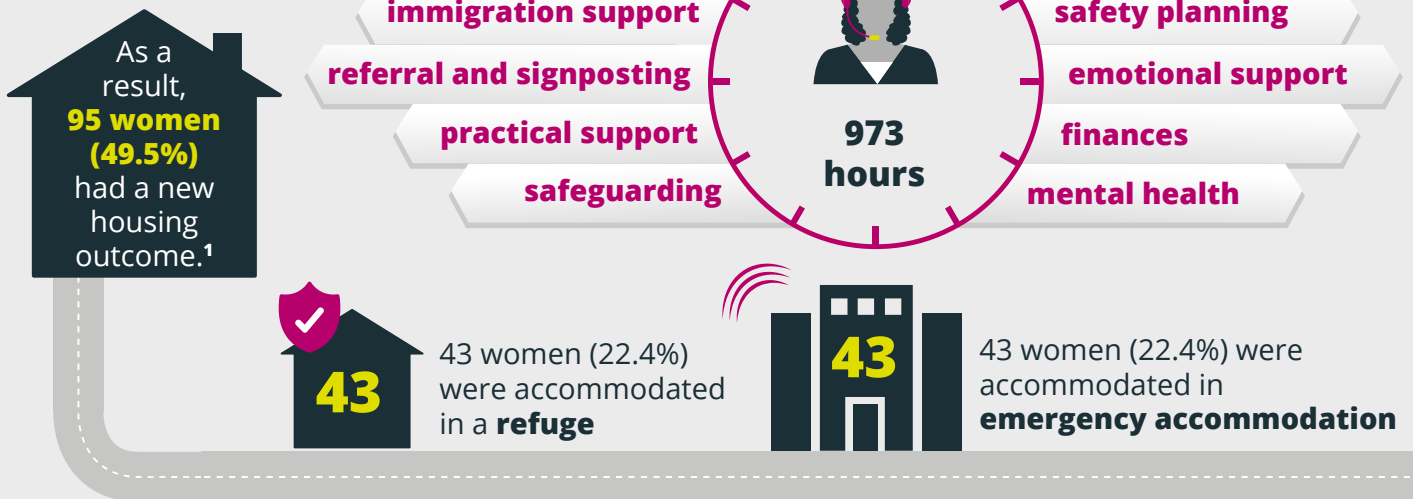 As a
result,
95 women
(49.5%)
had a new
housing
outcome.¹
immigration support
referral and signposting
practical support
safeguarding
973
hours
safety planning
emotional support
finances
mental health
43
43 women (22.4%)
were accommodated
in a refuge
43
43 women (22.4%) were
accommodated in
emergency accommodation